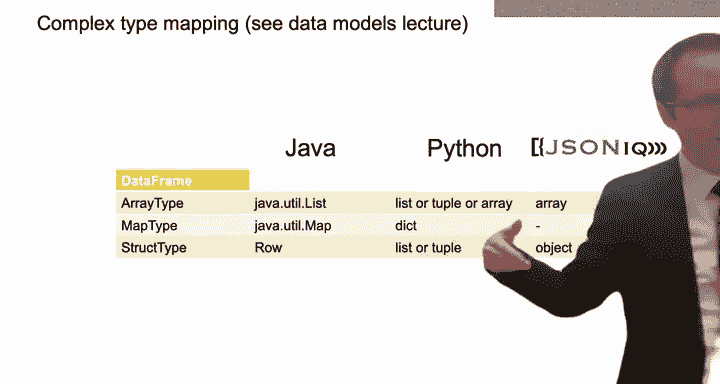 Complex type mapping (see data models lecture)
Java Python [{JSONIQ)))
DataFrame
ArrayType java.util.List list or tuple or array array
MapType java.util.Map dict -
StructType Row list or tuple object